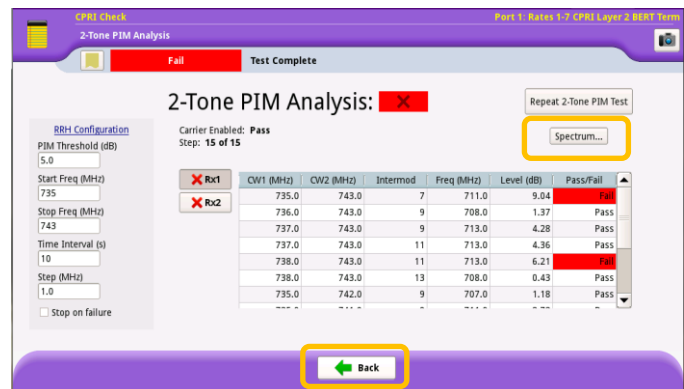 CPRI Check
Port 1: Rates 1-7 CPRI Layer 2 BERT Term
2-Tone PIM Analysis
Fail
Test Complete
2-Tone PIM Analysis:
Repeat 2-Tone PIM Test
Spectrum...
RRH Configuration
PIM Threshold (dB)
5.0
Start Freq (MHz)
735
Stop Freq (MHz)
743
Time Interval (s)
10
Step (MHz)
1.0
Stop on failure
Carrier Enabled: Pass
Step: 15 of 15
Rx1
Rx2
CW1 (MHz) CW2 (MHz) Intermod Freq (MHz) Level (dB) Pass/Fail
735.0 743.0 7 711.0 9.04 Fail
736.0 743.0 9 708.0 1.37 Pass
737.0 743.0 9 713.0 4.28 Pass
737.0 743.0 11 713.0 4.36 Pass
738.0 743.0 11 713.0 6.21 Fail
738.0 743.0 13 708.0 0.43 Pass
735.0 742.0 9 707.0 1.18 Pass
Back